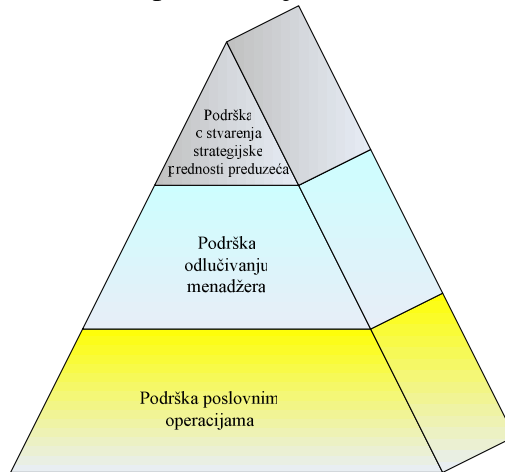 Podrška
o stvarenja
strategijske
prednosti preduzeća
Podrška
odlučivanju
menadžera
Podrška poslovnim
operacijama